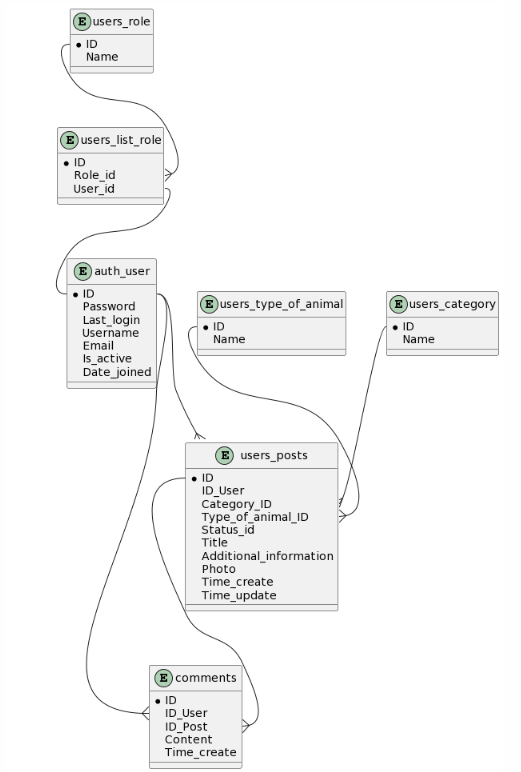 E users_role
ID
Name
E users_list_role
ID
Role_id
User_id
E auth_user
ID
Password
Last_login
Username
Email
Is_active
Date_joined
E users_type_of_animal
ID
Name
E users_category
ID
Name
E users_posts
ID
ID_User
Category_ID
Type_of_animal_ID
Status_id
Title
Additional_information
Photo
Time_create
Time_update
E comments
ID
ID_User
ID_Post
Content
Time_create